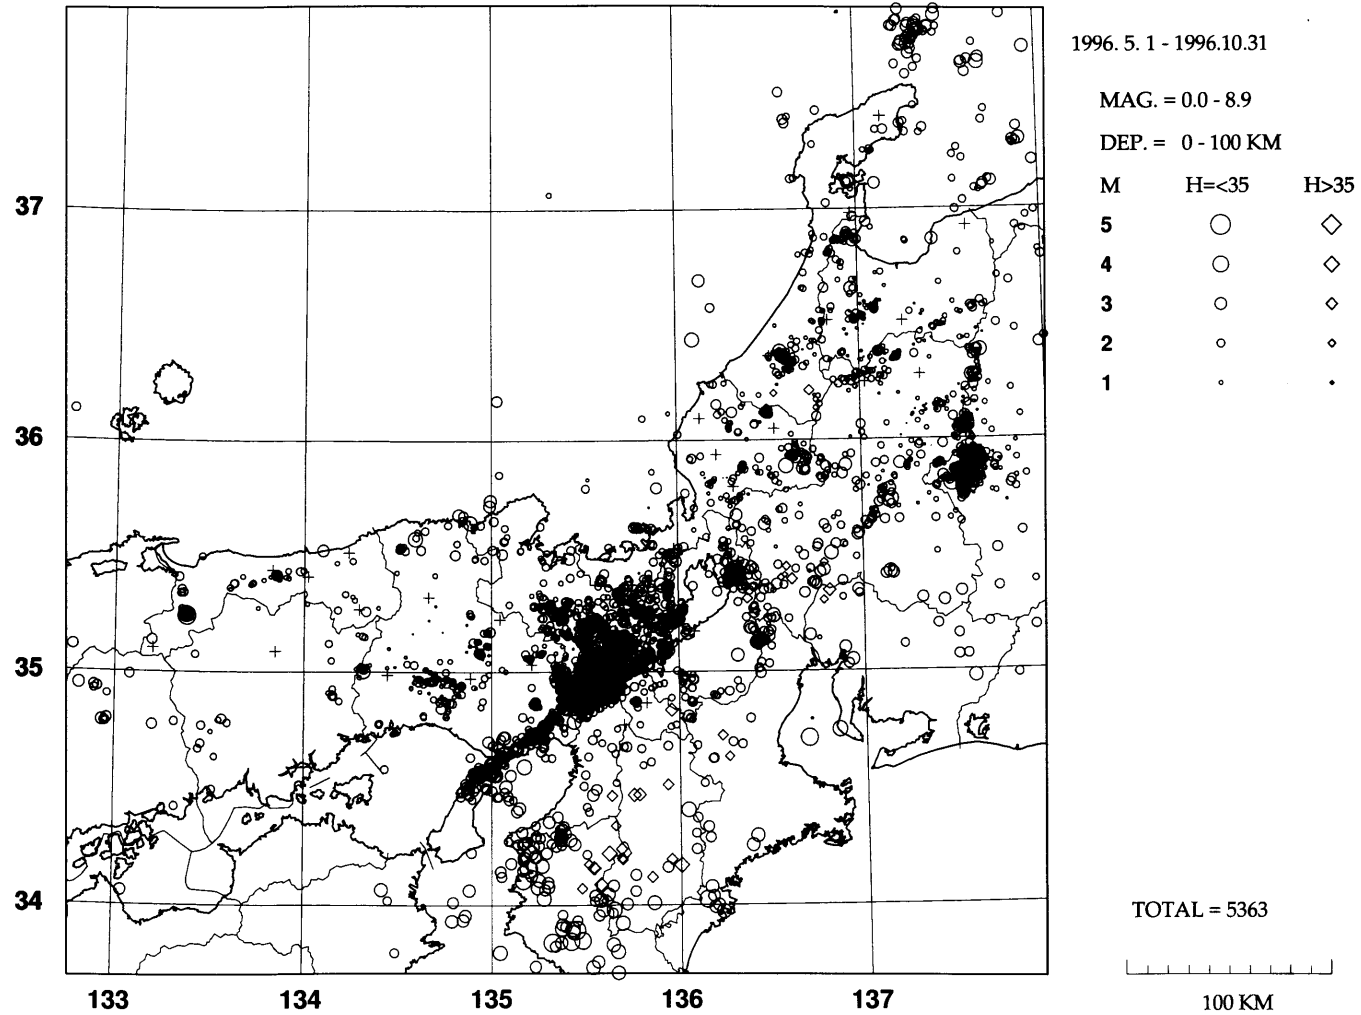 1996. 5. 1 - 1996.10.31
MAG. = 0.0 - 8.9
DEP. = 0 - 100 KM
M H=<35 H>35
5
4
3
2
1
TOTAL = 5363
100 KM
37
36
35
34
133 134 135 136 137